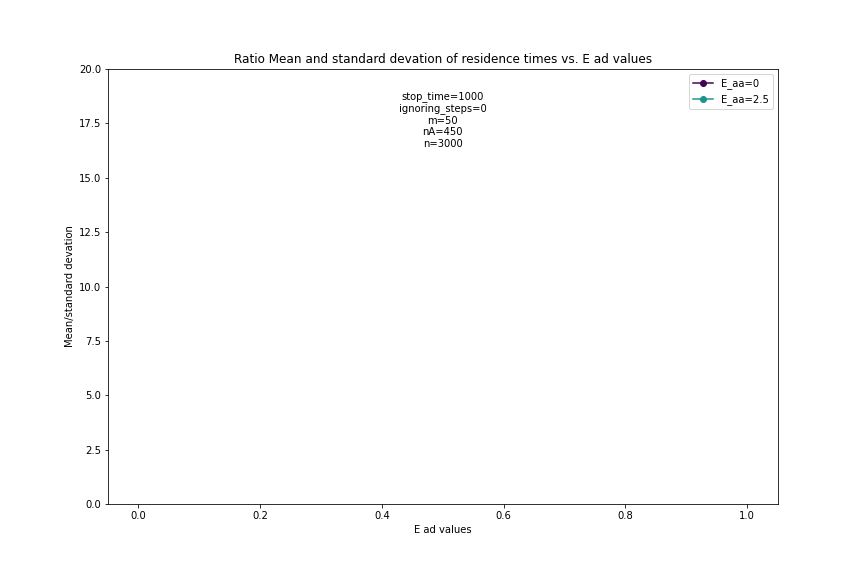 Ratio Mean and standard devation of residence times vs. E ad values
20.0
17.5
15.0
12.5
10.0
7.5
5.0
2.5
0.0
Mean/standard devation
stop_time=1000
ignoring_steps=0
m=50
nA=450
n=3000
E_aa=0
E_aa=2.5
0.0 0.2 0.4 0.6 0.8 1.0
E ad values